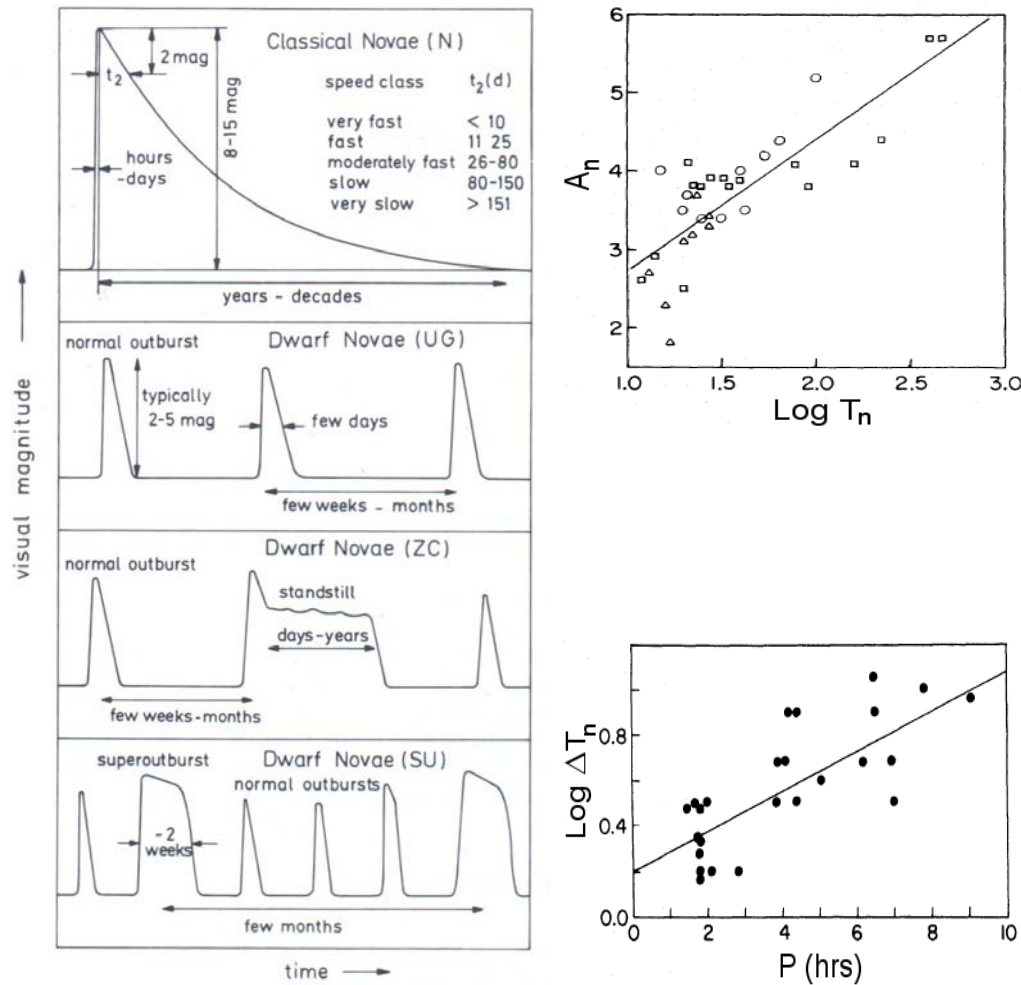 Classical Novae (N)
2 mag
t₂
8-15 mag
speed class t₂(d)
very fast < 10
fast 11 25
moderately fast 26-80
slow 80-150
very slow > 151
hours
-days
years - decades
Dwarf Novae (UG)
normal outburst
typically
2-5 mag
few days
few weeks - months
Dwarf Novae (ZC)
normal outburst
standstill
days-years
few weeks-months
Dwarf Novae (SU)
superoutburst
normal outbursts
-2
weeks
few months
visual magnitude
time
6
5
4
3
2
Aₙ
1.0 1.5 2.0 2.5 3.0
Log Tₙ
0.8
0.4
0.0
Log ΔTₙ
0 2 4 6 8 10
P (hrs)